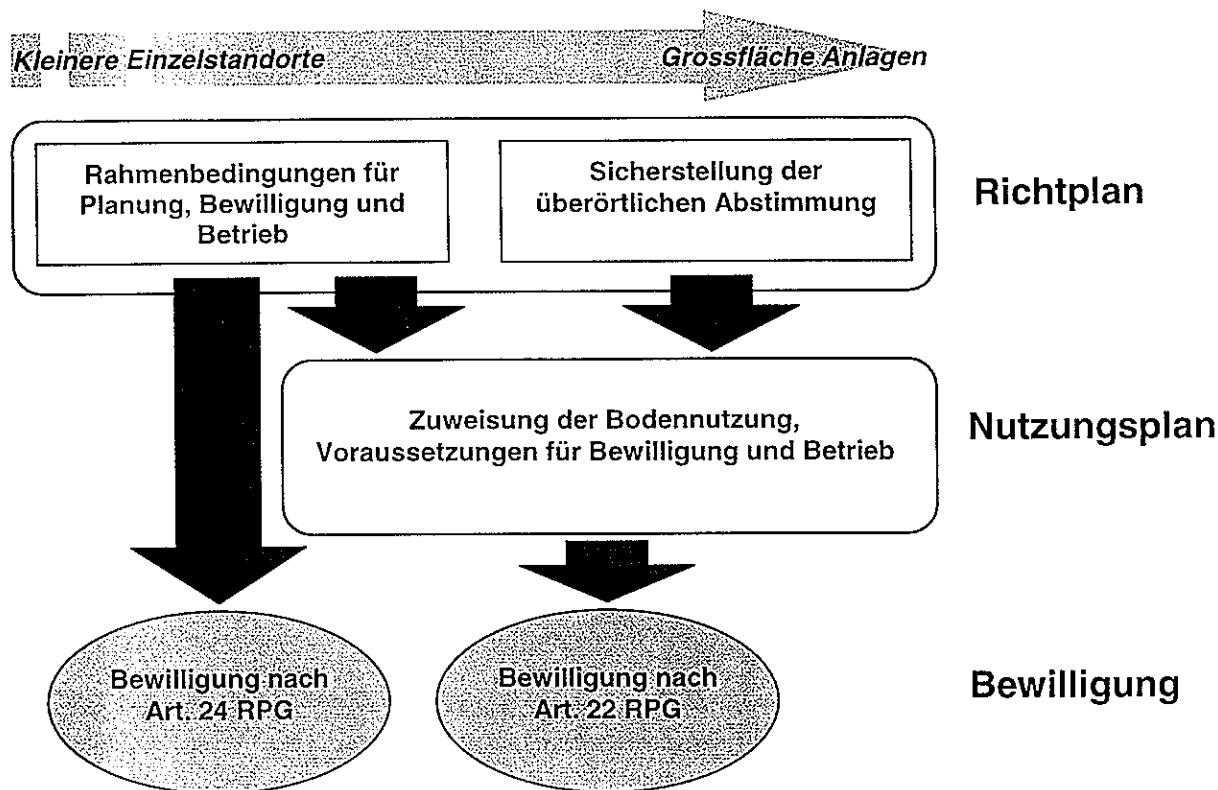 Kleinere Einzelstandorte
Grossfläche Anlagen
Rahmenbedingungen für
Planung, Bewilligung und
Betrieb
Sicherstellung der
überörtlichen Abstimmung
Richtplan
Zuweisung der Bodennutzung,
Voraussetzungen für Bewilligung und Betrieb
Nutzungsplan
Bewilligung nach
Art. 24 RPG
Bewilligung nach
Art. 22 RPG
Bewilligung